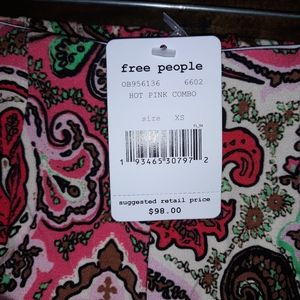 free people
OB956136 6602
HOT PINK COMBO
size XS
1 93465 30797 2
suggested retail price
$98.00